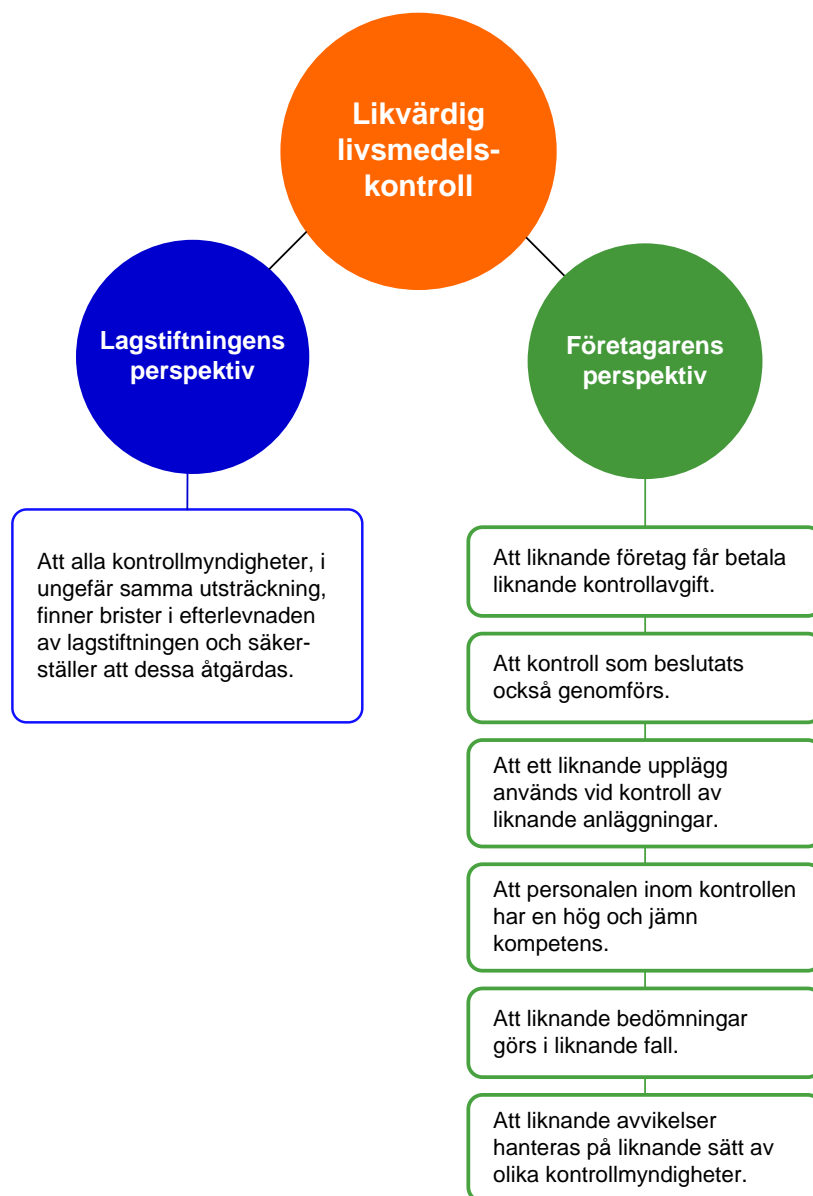 Likvärdig
livsmedels-
kontroll
Lagstiftningens
perspektiv
Företagarens
perspektiv
Att alla kontrollmyndigheter, i
ungefär samma utsträckning,
finner brister i efterlevnaden
av lagstiftningen och säker-
ställer att dessa åtgärdas.
Att liknande företag får betala
liknande kontrollavgift.
Att kontroll som beslutats
också genomförs.
Att ett liknande upplägg
används vid kontroll av
liknande anläggningar.
Att personalen inom kontrollen
har en hög och jämn
kompetens.
Att liknande bedömningar
görs i liknande fall.
Att liknande avvikelser
hanteras på liknande sätt av
olika kontrollmyndigheter.